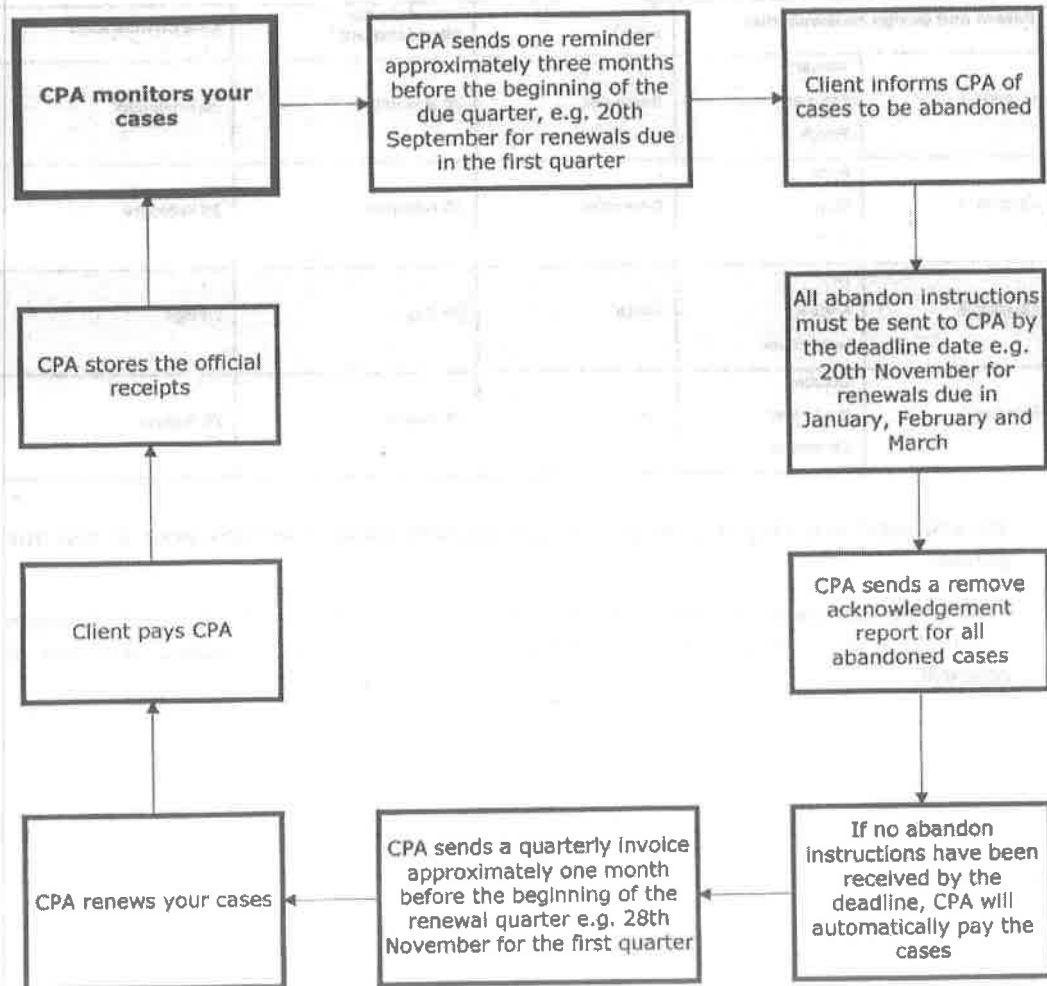 CPA monitors your
cases
CPA sends one reminder
approximately three months
before the beginning of the
due quarter, e.g. 20th
September for renewals due
in the first quarter
Client informs CPA of
cases to be abandoned
All abandon instructions
must be sent to CPA by
the deadline date e.g.
20th November for
renewals due in
January, February and
March
CPA sends a remove
acknowledgement
report for all
abandoned cases
If no abandon
instructions have been
received by the
deadline, CPA will
automatically pay the
cases
CPA sends a quarterly invoice
approximately one month
before the beginning of the
renewal quarter e.g. 28th
November for the first quarter
CPA renews your cases
Client pays CPA
CPA stores the official
receipts